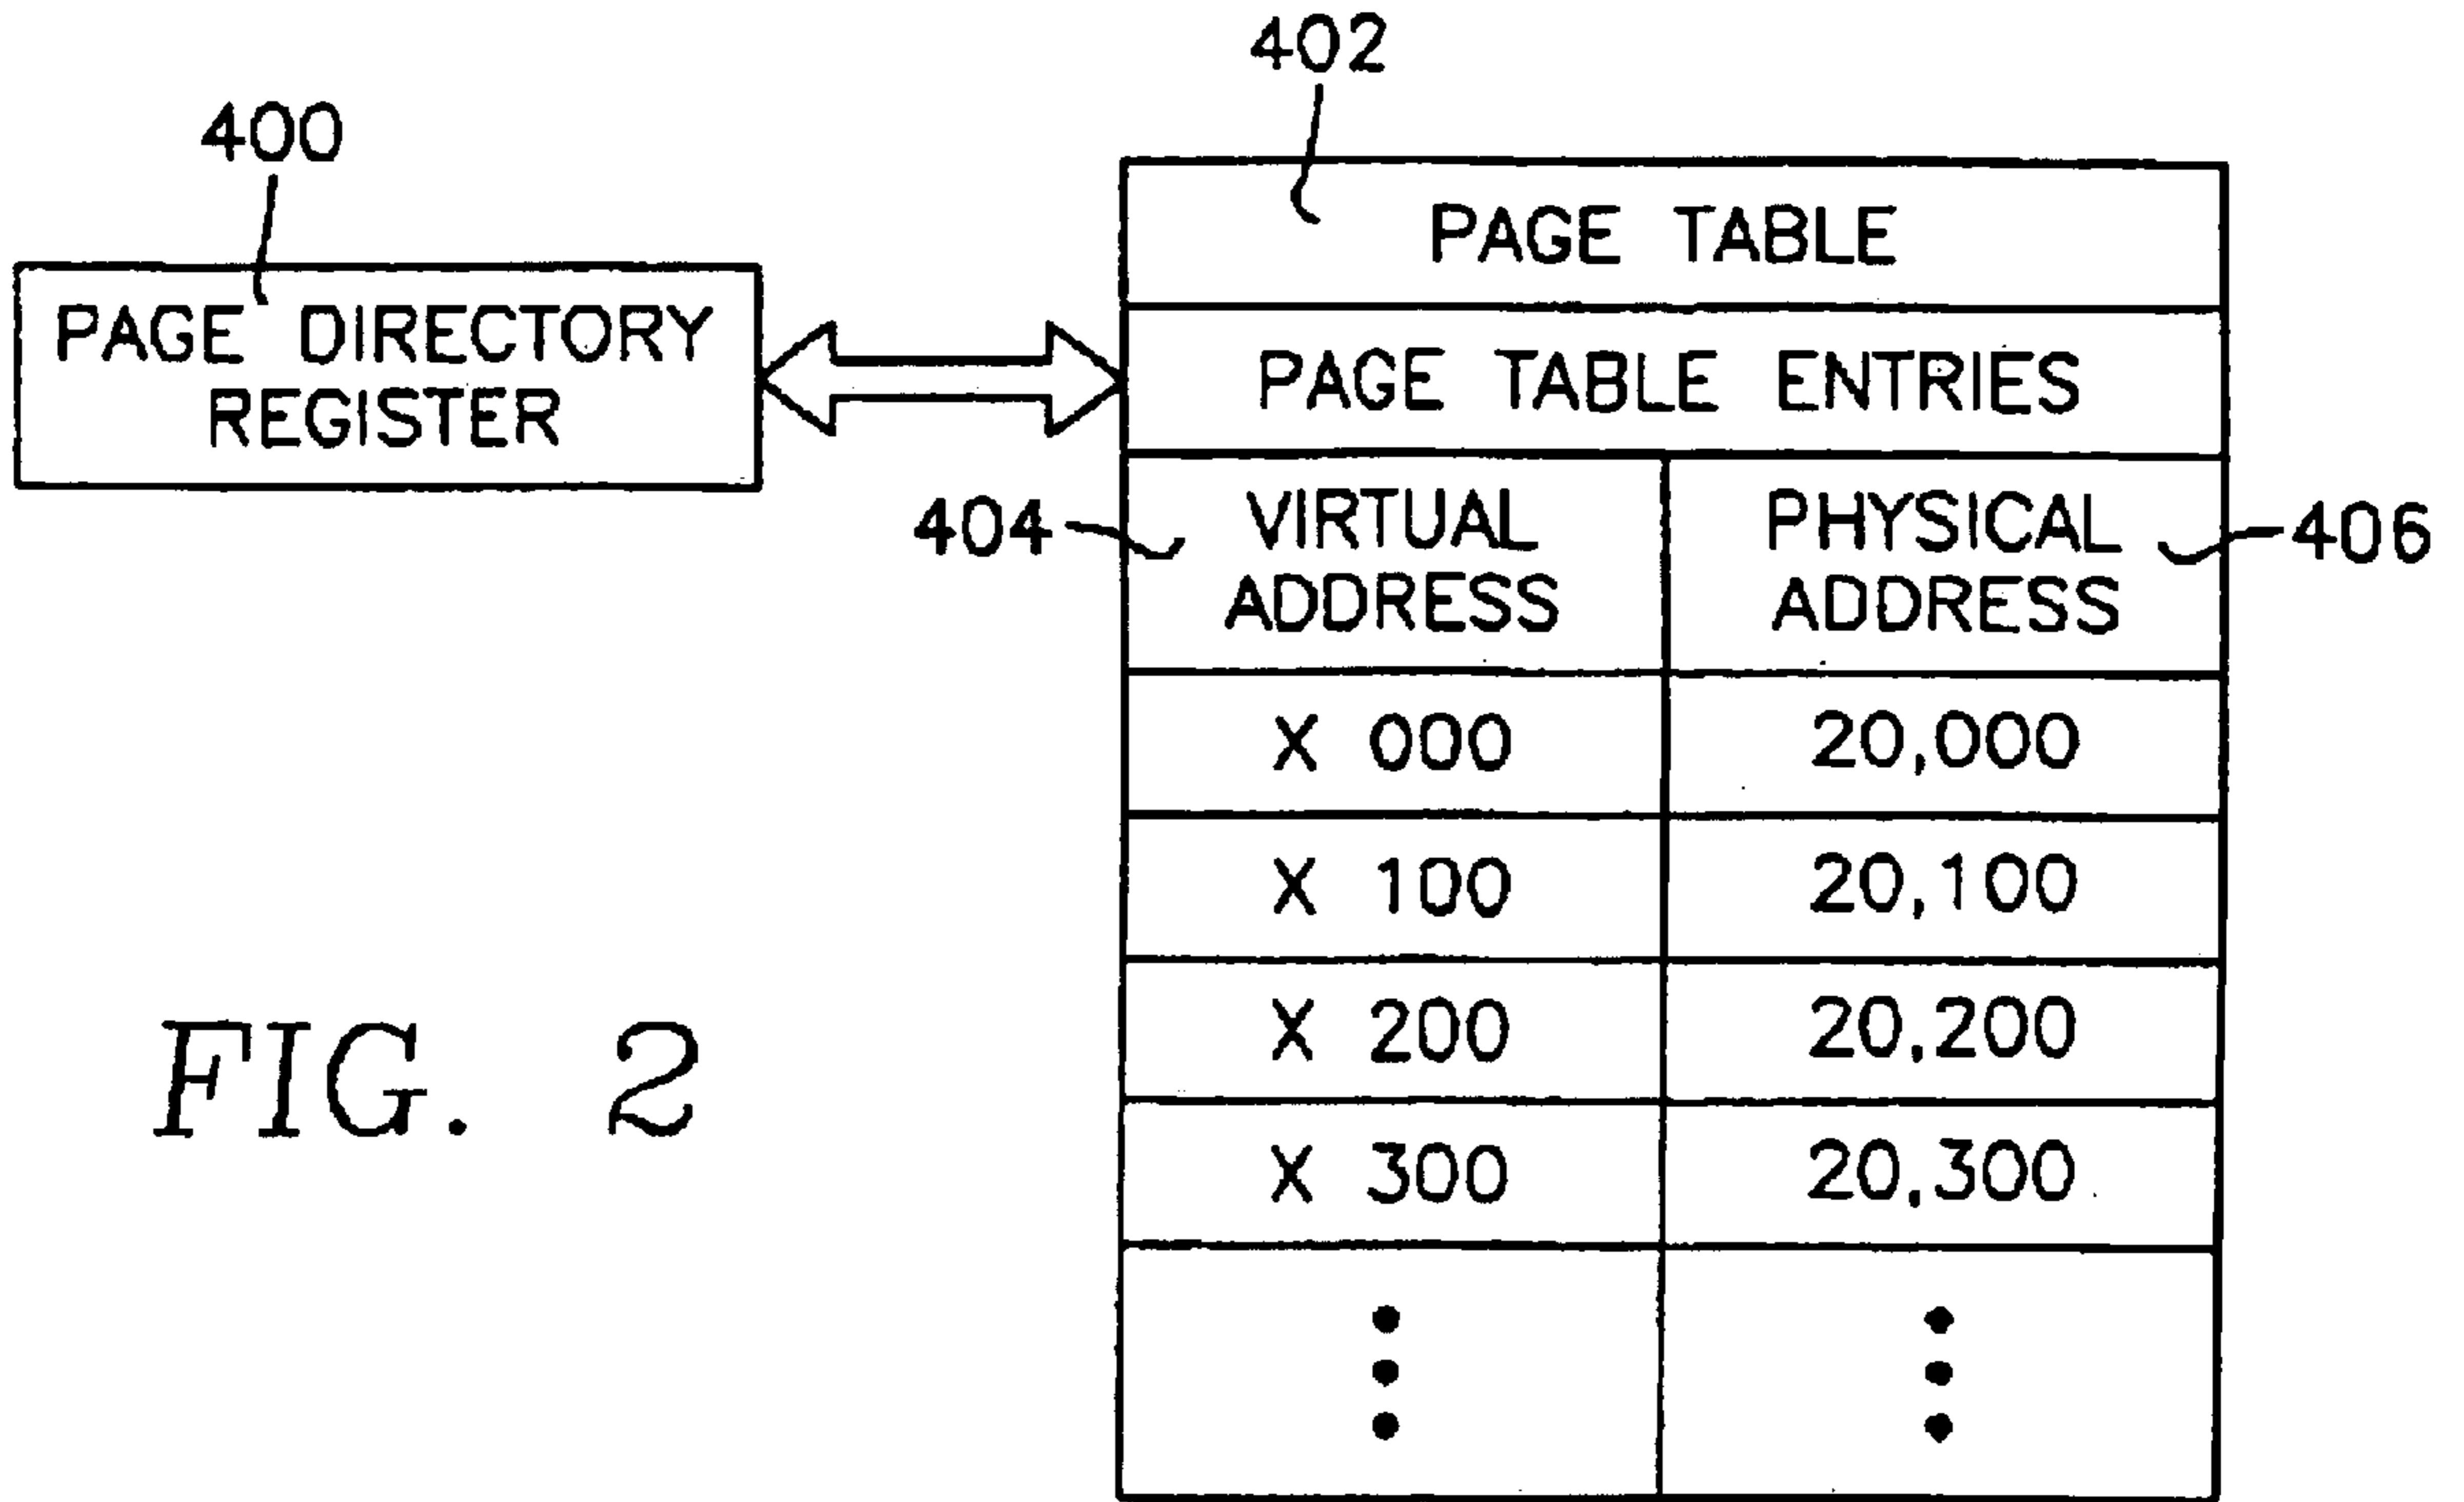 402
400
PAGE TABLE
PAGE DIRECTORY
REGISTER
PAGE TABLE ENTRIES
404
VIRTUAL
ADDRESS
PHYSICAL
ADDRESS
406
X 000
20,000
X 100
20,100
X 200
20,200
X 300
20,300
FIG. 2